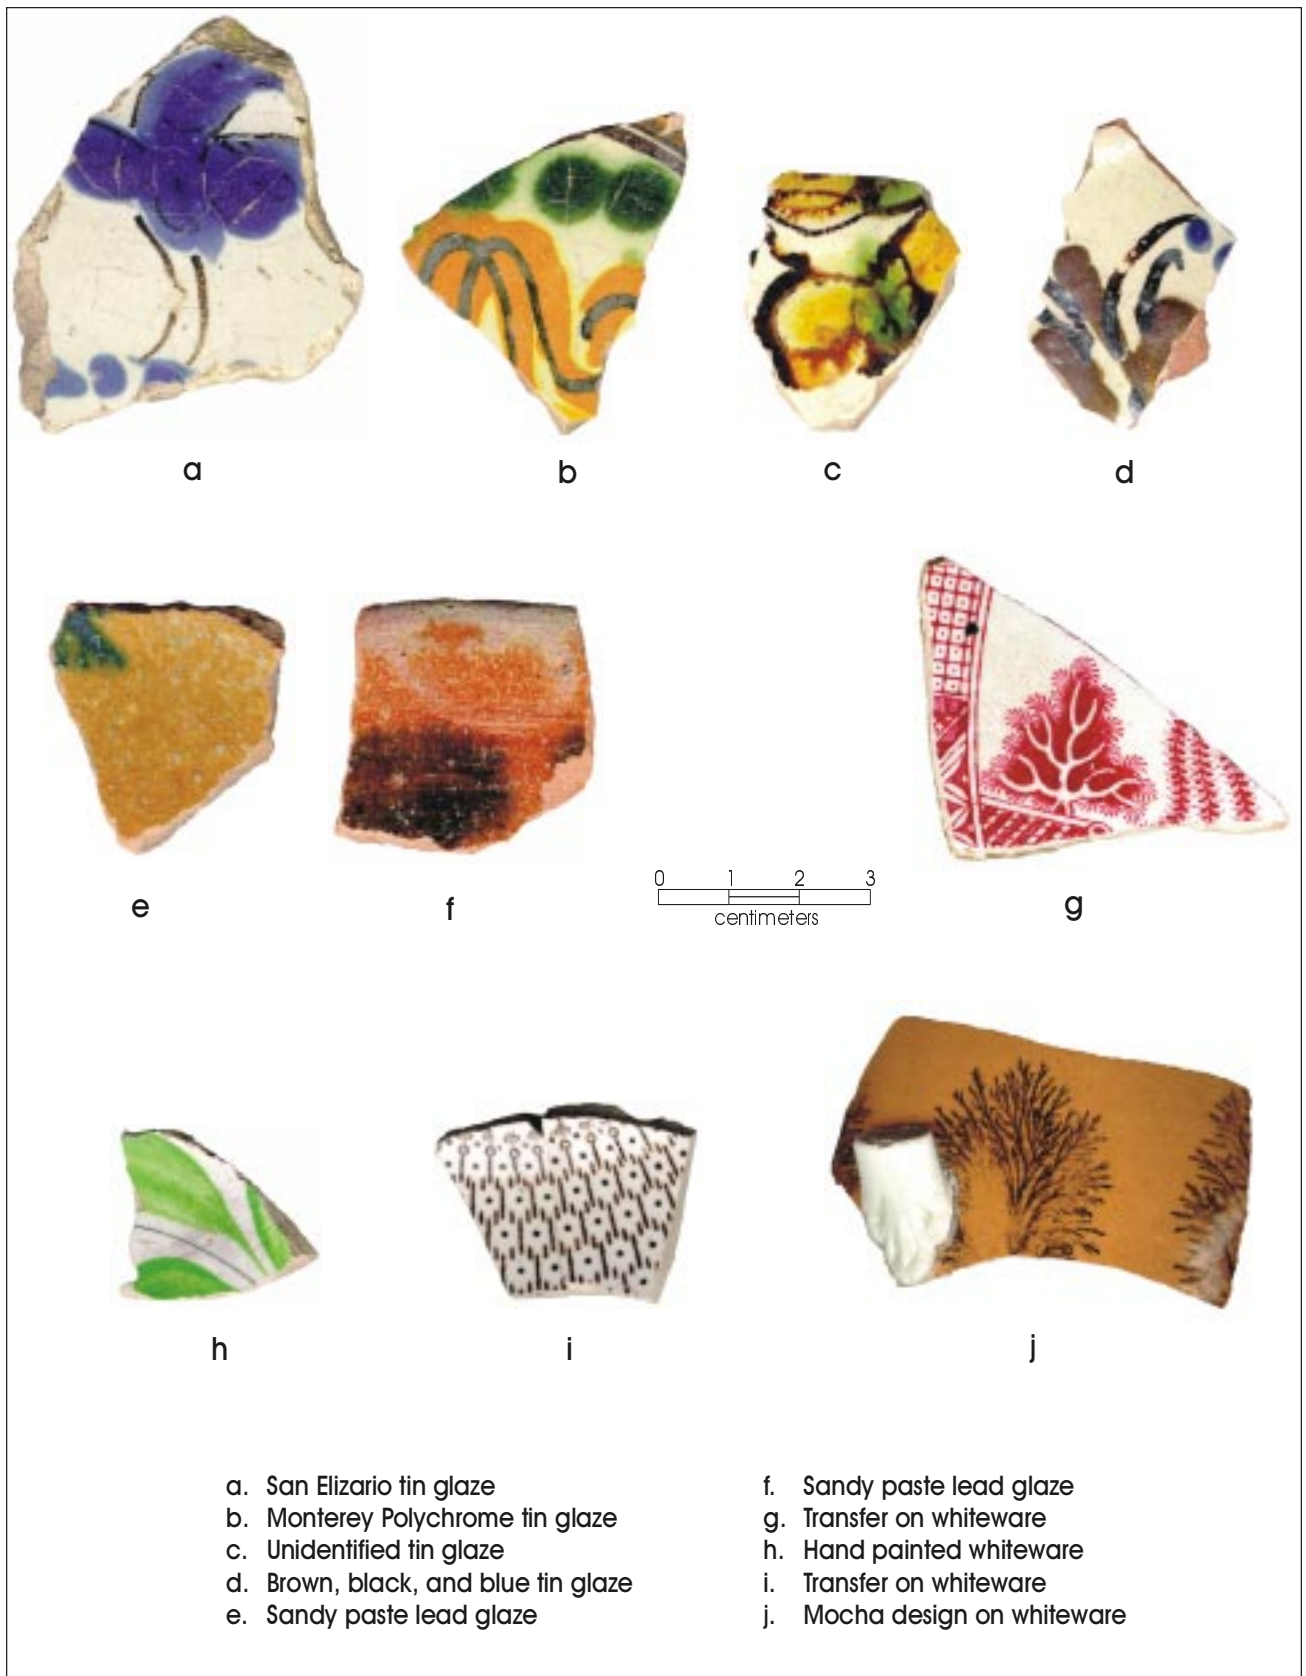 a
b
c
d
e
f
0 1 2 3
centimeters
g
h
i
j
a. San Elizario tin glaze
b. Monterey Polychrome tin glaze
c. Unidentified tin glaze
d. Brown, black, and blue tin glaze
e. Sandy paste lead glaze
f. Sandy paste lead glaze
g. Transfer on whiteware
h. Hand painted whiteware
i. Transfer on whiteware
j. Mocha design on whiteware